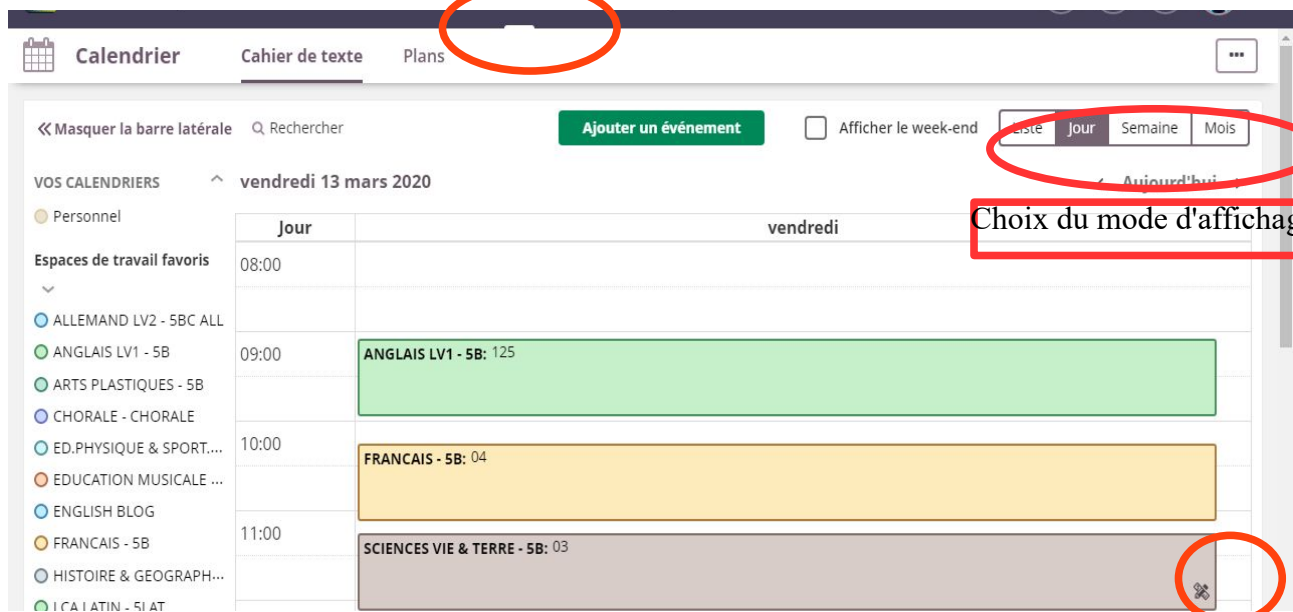 Calendrier
Cahier de texte
Plans
Masquer la barre latérale
Rechercher
Ajouter un événement
Afficher le week-end
Liste
Jour
Semaine
Mois
VOS CALENDRIERS
vendredi 13 mars 2020
Aujourd'hui
Personnel
Jour
vendredi
Choix du mode d'affichag
Espaces de travail favoris
08:00
ALLEMAND LV2 - 5BC ALL
ANGLAIS LV1 - 5B
09:00
ANGLAIS LV1 - 5B: 125
ARTS PLASTIQUES - 5B
CHORALE - CHORALE
ED.PHYSIQUE & SPORT....
10:00
FRANCAIS - 5B: 04
EDUCATION MUSICALE ...
ENGLISH BLOG
11:00
FRANCAIS - 5B
SCIENCES VIE & TERRE - 5B: 03
HISTOIRE & GEOGRAPH...
LCA LATIN - 5LAT